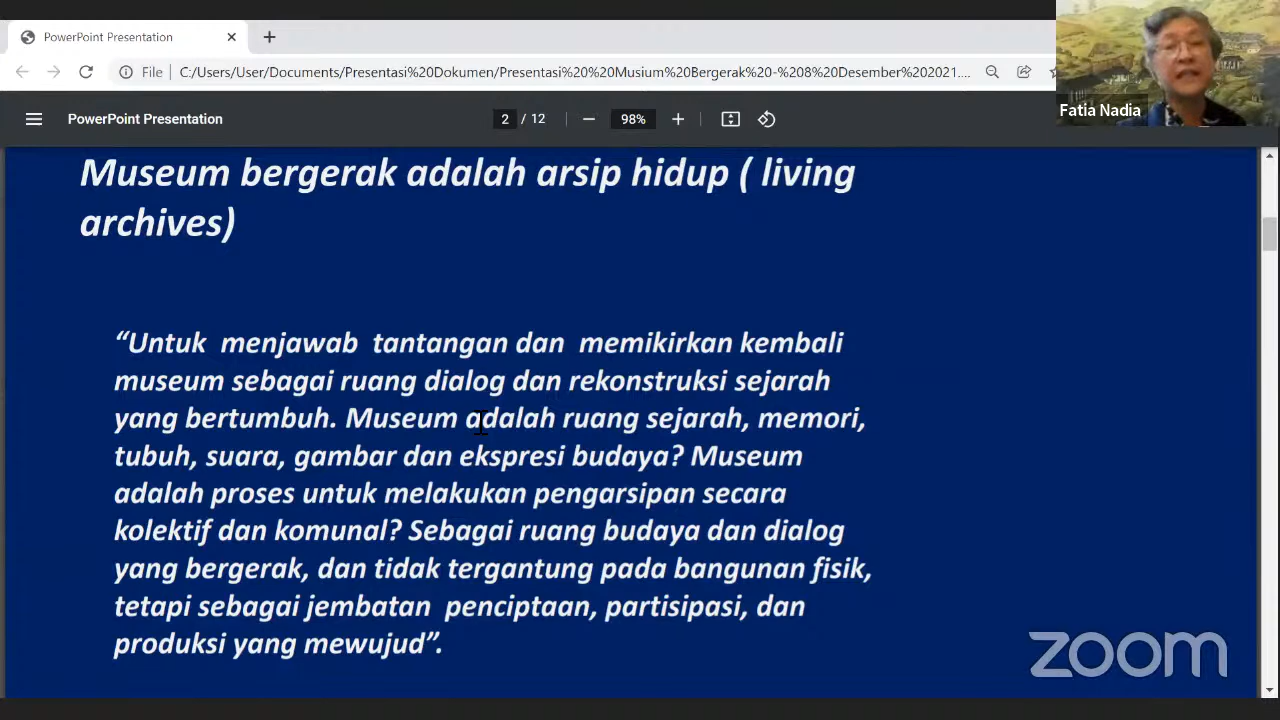 PowerPoint Presentation
File
C:/Users/User/Documents/Presentasi%20Dokumen/Presentasi%20%20Musium%20Bergerak%20-%208%20Desember%202021...
Fatia Nadia
PowerPoint Presentation
2 / 12
98%
Museum bergerak adalah arsip hidup ( living
archives)
“Untuk menjawab tantangan dan memikirkan kembali
museum sebagai ruang dialog dan rekonstruksi sejarah
yang bertumbuh. Museum adalah ruang sejarah, memori,
tubuh, suara, gambar dan ekspresi budaya? Museum
adalah proses untuk melakukan pengarsipan secara
kolektif dan komunal? Sebagai ruang budaya dan dialog
yang bergerak, dan tidak tergantung pada bangunan fisik,
tetapi sebagai jembatan penciptaan, partisipasi, dan
produksi yang mewujud”.
zoom